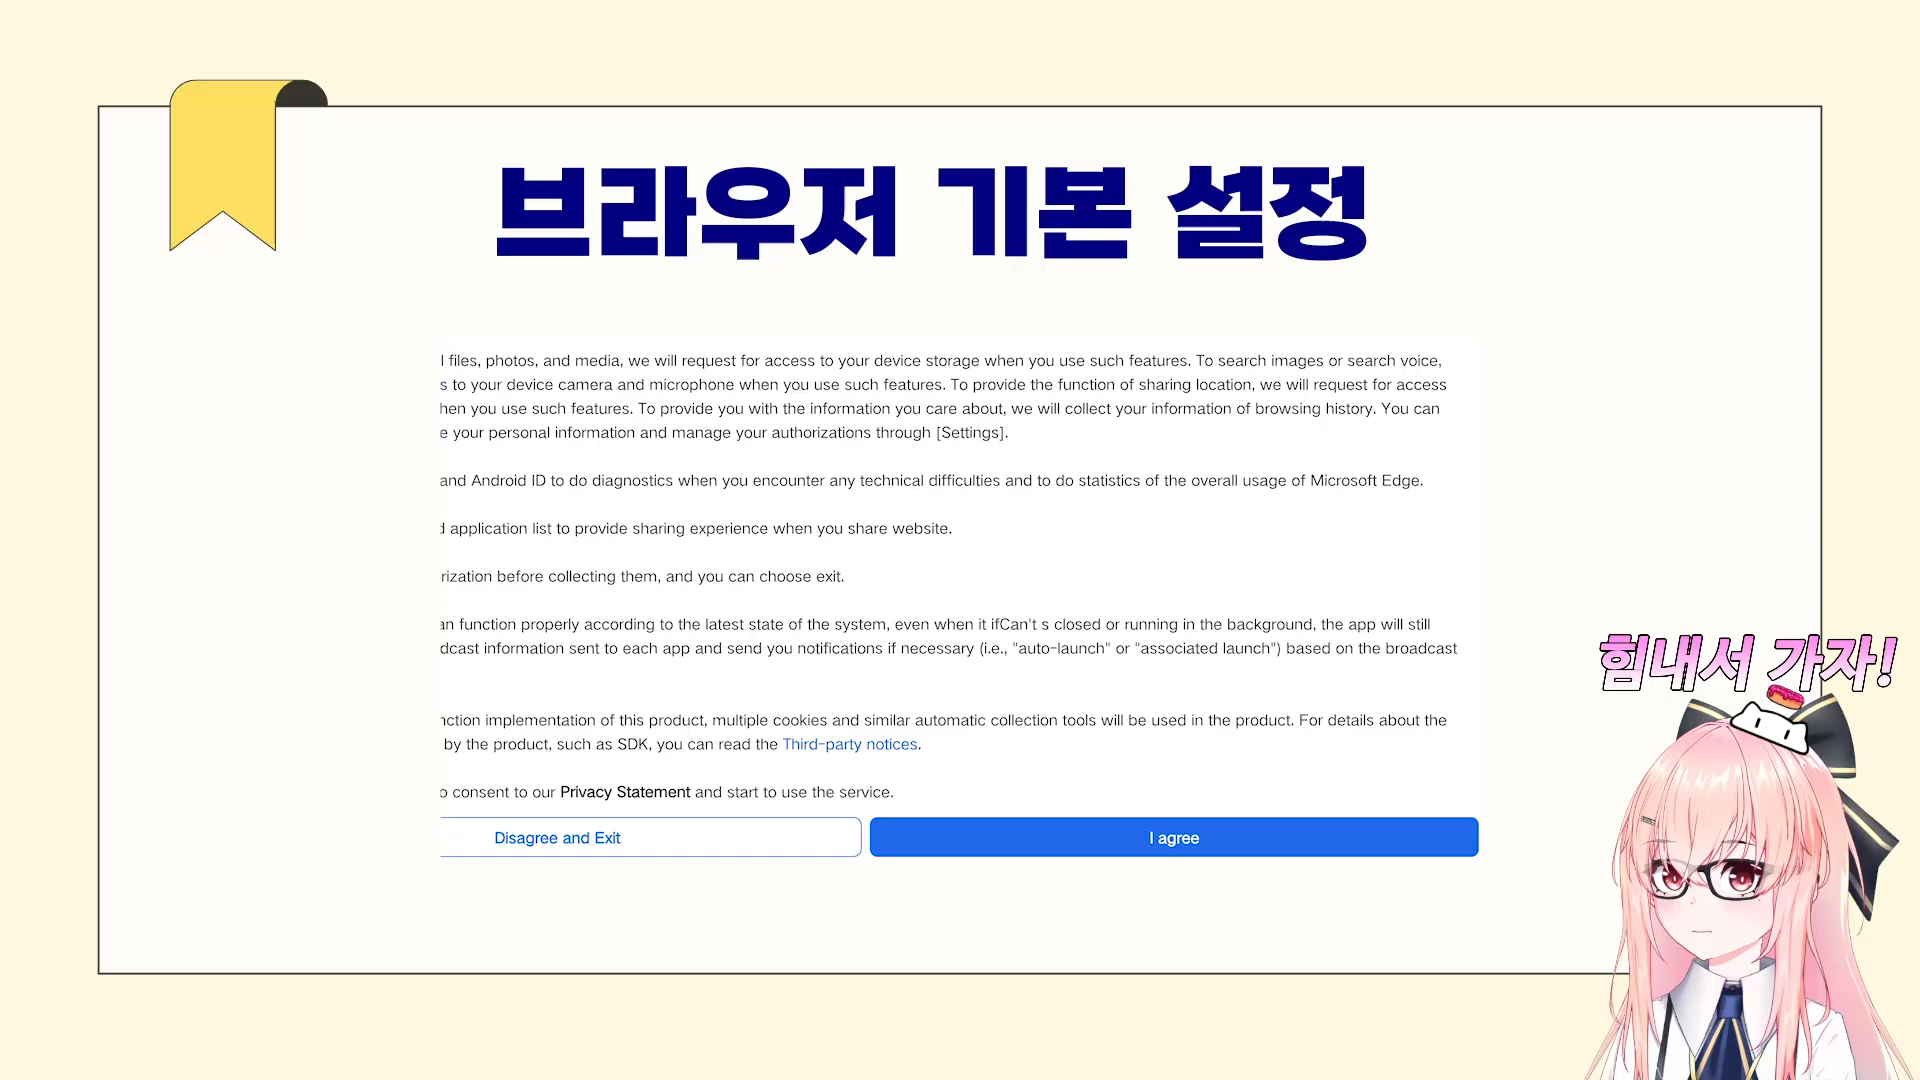 브라우저 기본 설정
l files, photos, and media, we will request for access to your device storage when you use such features. To search images or search voice,
s to your device camera and microphone when you use such features. To provide the function of sharing location, we will request for access
hen you use such features. To provide you with the information you care about, we will collect your information of browsing history. You can
e your personal information and manage your authorizations through [Settings].
and Android ID to do diagnostics when you encounter any technical difficulties and to do statistics of the overall usage of Microsoft Edge.
d application list to provide sharing experience when you share website.
rization before collecting them, and you can choose exit.
an function properly according to the latest state of the system, even when it ifCan't s closed or running in the background, the app will still
dcast information sent to each app and send you notifications if necessary (i.e., "auto-launch" or "associated launch") based on the broadcast
nction implementation of this product, multiple cookies and similar automatic collection tools will be used in the product. For details about the
by the product, such as SDK, you can read the Third-party notices.
o consent to our Privacy Statement and start to use the service.
Disagree and Exit
I agree
힘내서 가자!